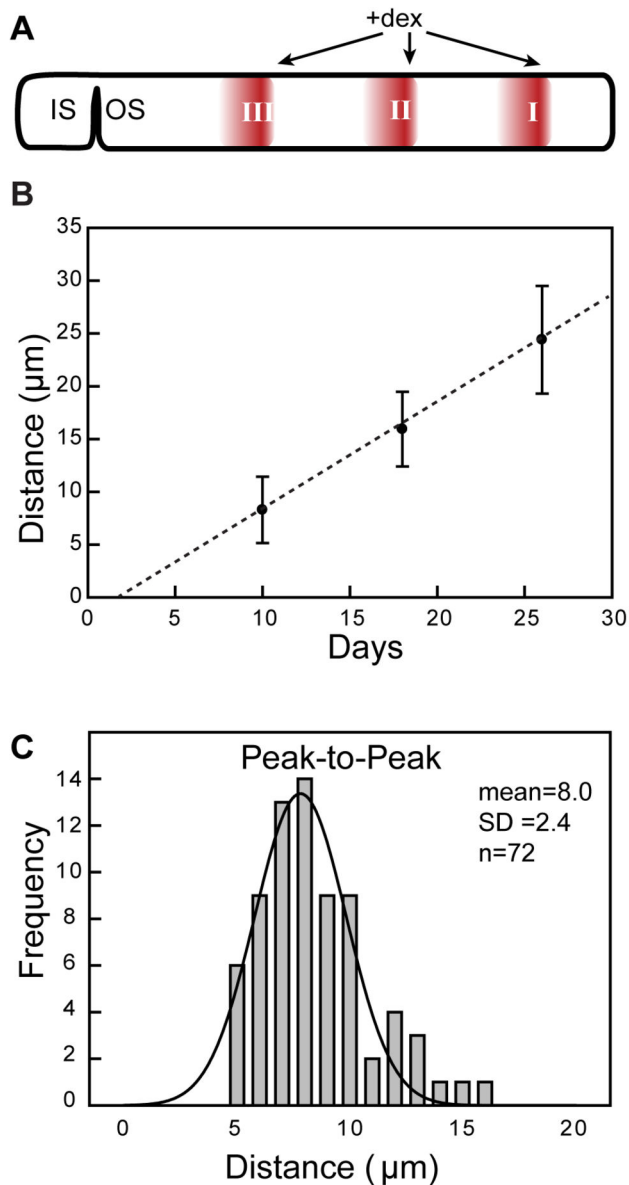 A
+dex
IS OS
III II I
B
35
30
25
20
15
10
5
0
Distance (µm)
0 5 10 15 20 25 30
Days
C
Peak-to-Peak
mean=8.0
SD =2.4
n=72
14
12
10
8
6
4
2
0
Frequency
0 5 10 15 20
Distance ( µm)